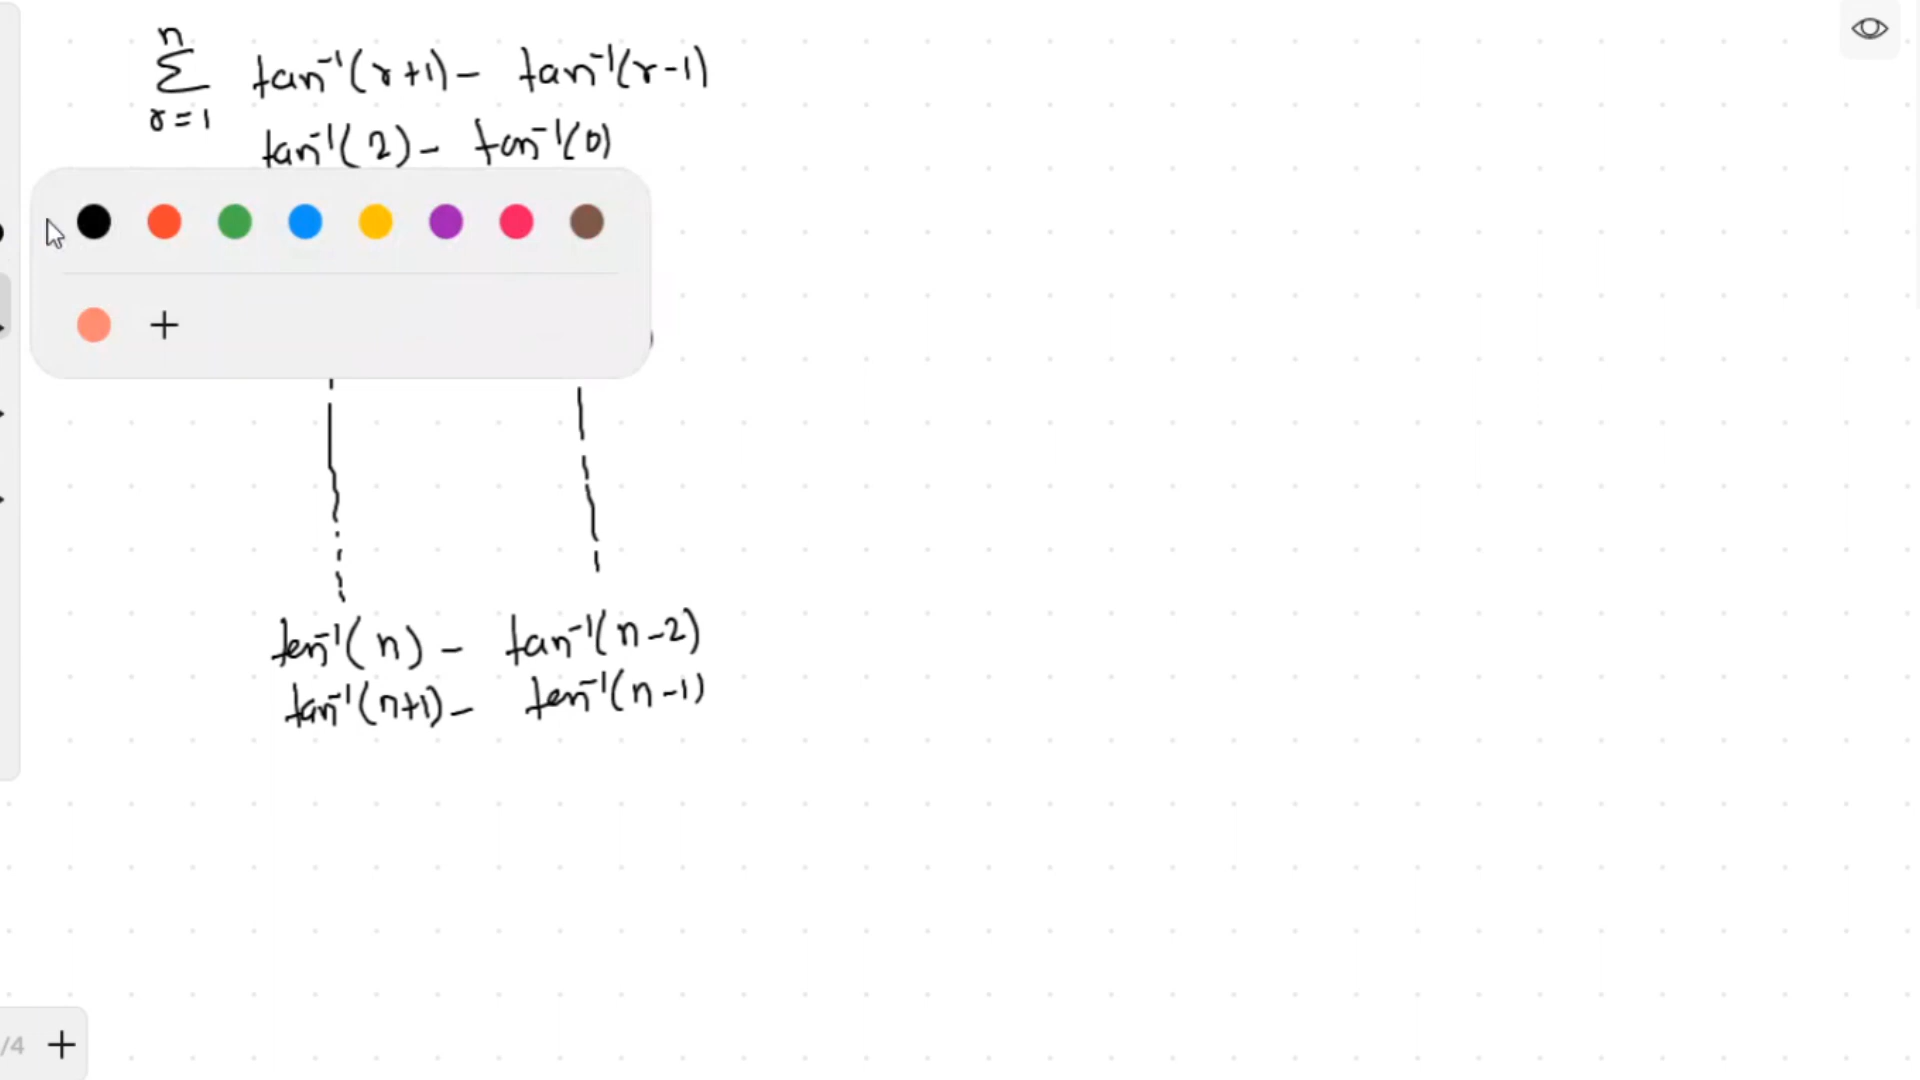 n
Σ tan⁻¹(r+1) - tan⁻¹(r-1)
r=1
tan⁻¹(2) - tan⁻¹(0)
+
tan⁻¹(n) - tan⁻¹(n-2)
tan⁻¹(n+1) - tan⁻¹(n-1)
/4 +